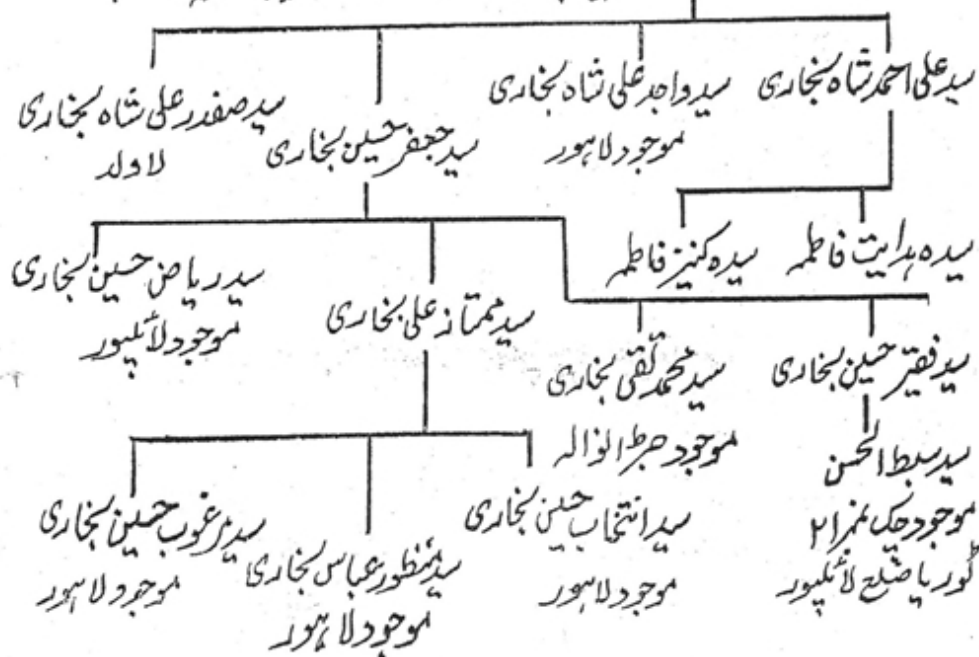 سید علی احمد شاہ بخاری
سید واجد علی شاہ بخاری
موجود لاہور
سید جعفر حسین بخاری
سید صفدر علی شاہ بخاری
لا ولد
سیدہ ہدایت فاطمہ
سیدہ کنیز فاطمہ
سید فقیر حسین بخاری
سید سبط الحسن
موجود چک نمبر ۲۱
گوریا ضلع لائلپور
سید محمد تقی بخاری
موجود جڑانوالہ
سید ممتاز علی بخاری
سید ریاض حسین بخاری
موجود لائلپور
سید انتخاب حسین بخاری
موجود لاہور
سید منظور عباس بخاری
موجود لاہور
سید مرغوب حسین بخاری
موجود لاہور